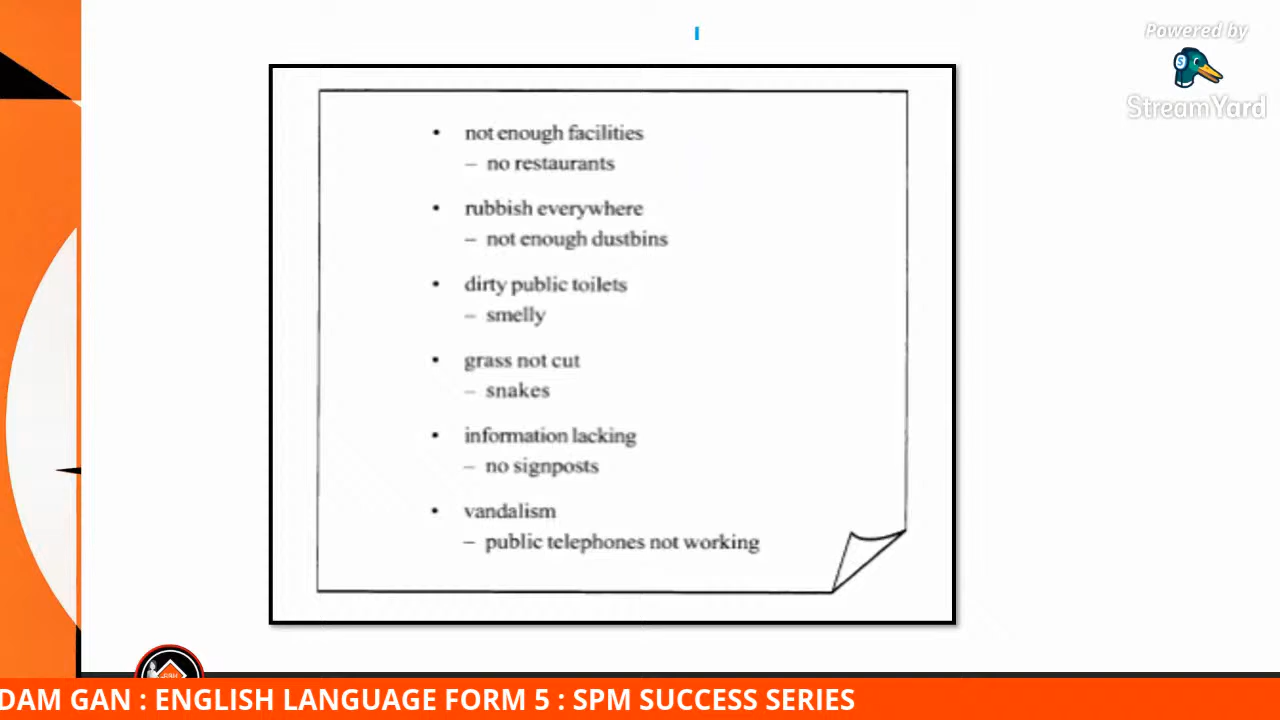 Powered by
StreamYard
• not enough facilities
– no restaurants
• rubbish everywhere
– not enough dustbins
• dirty public toilets
– smelly
• grass not cut
– snakes
• information lacking
– no signposts
• vandalism
– public telephones not working
DAM GAN : ENGLISH LANGUAGE FORM 5 : SPM SUCCESS SERIES